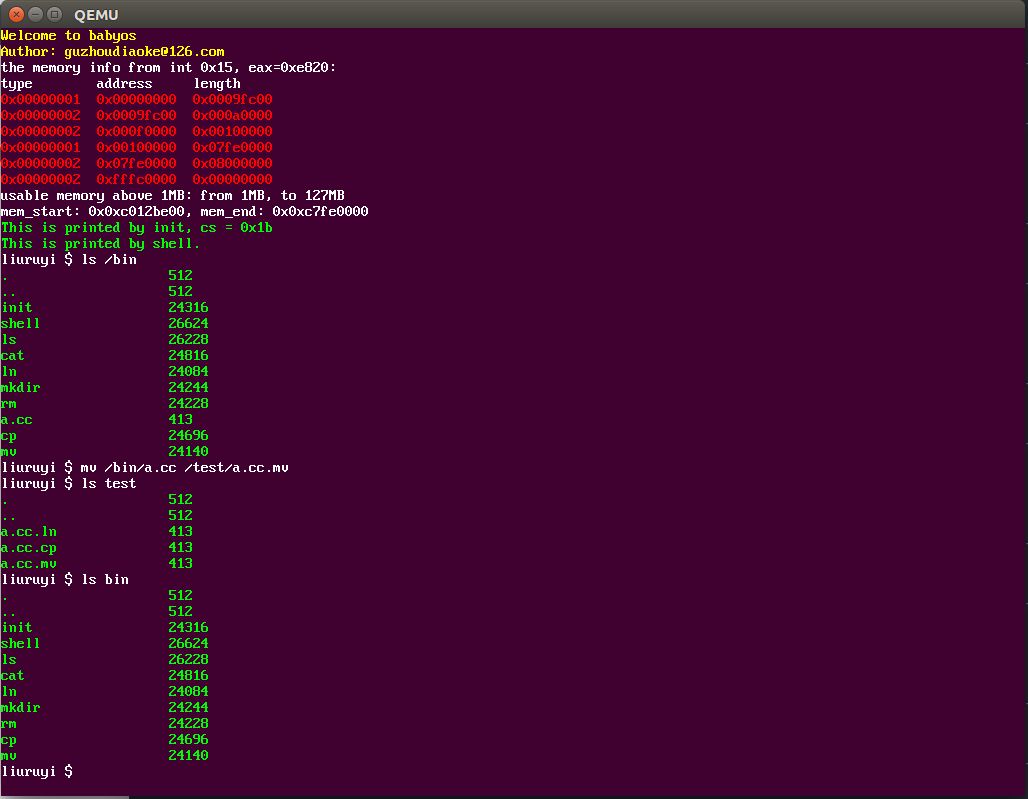 QEMU
Welcome to babyos
Author: guzhoudiaoke@126.com
the memory info from int 0x15, eax=0xe820:
type        address     length
0x00000001  0x00000000  0x0009fc00
0x00000002  0x0009fc00  0x000a0000
0x00000002  0x000f0000  0x00100000
0x00000001  0x00100000  0x07fe0000
0x00000002  0x07fe0000  0x08000000
0x00000002  0xfffc0000  0x00000000
usable memory above 1MB: from 1MB, to 127MB
mem_start: 0x0xc012be00, mem_end: 0x0xc7fe0000
This is printed by init, cs = 0x1b
This is printed by shell.
liuruyi $ ls /bin
.                    512
..                   512
init                 24316
shell                26624
ls                   26228
cat                  24816
ln                   24084
mkdir                24244
rm                   24228
a.cc                 413
cp                   24696
mv                   24140
liuruyi $ mv /bin/a.cc /test/a.cc.mv
liuruyi $ ls test
.                    512
..                   512
a.cc.ln              413
a.cc.cp              413
a.cc.mv              413
liuruyi $ ls bin
.                    512
..                   512
init                 24316
shell                26624
ls                   26228
cat                  24816
ln                   24084
mkdir                24244
rm                   24228
cp                   24696
mv                   24140
liuruyi $